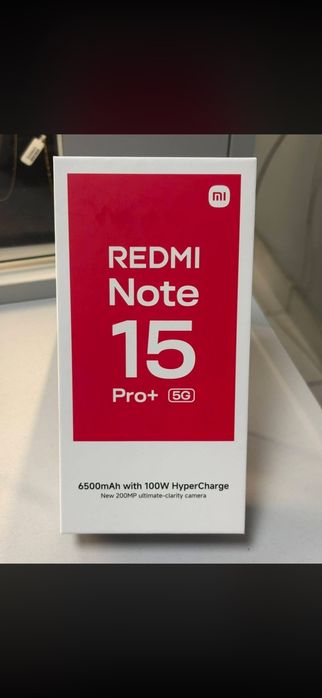 mi
REDMI
Note
15
Pro+ 5G
6500mAh with 100W HyperCharge
New 200MP ultimate-clarity camera